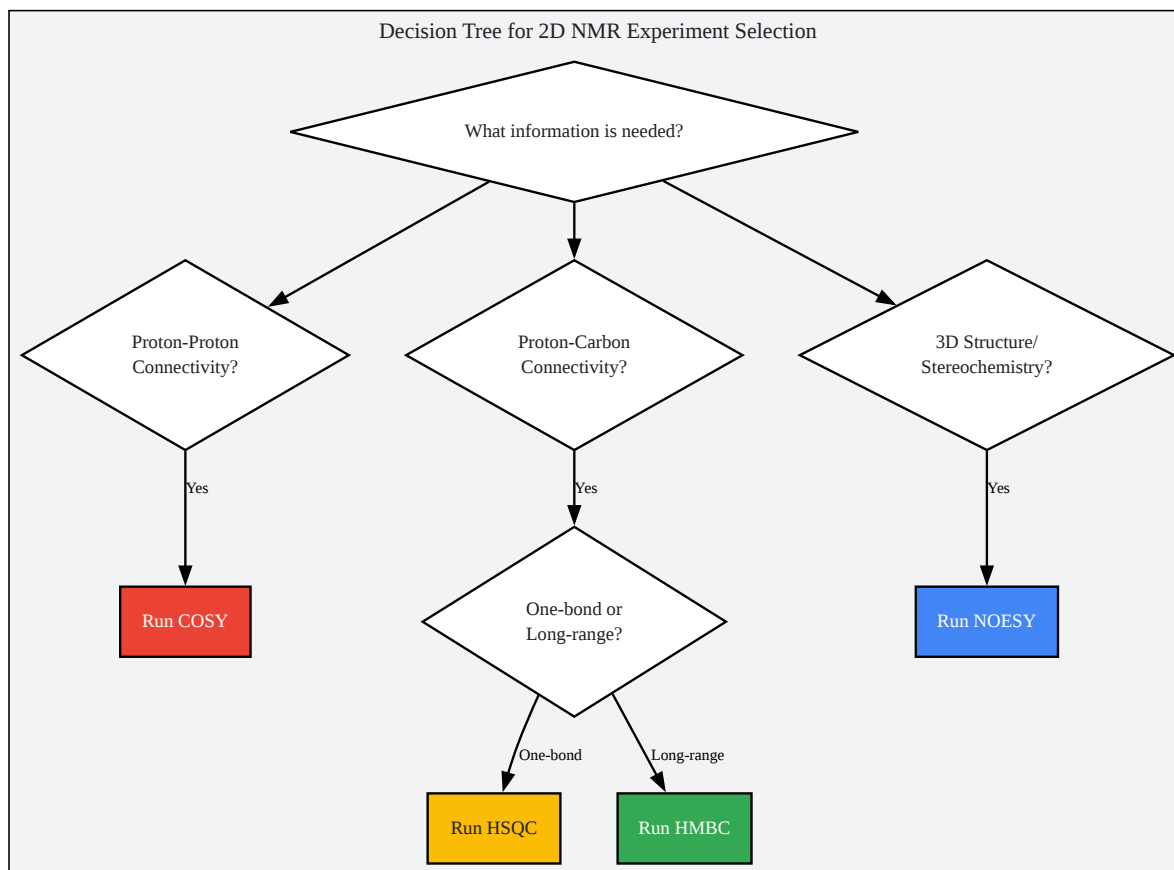 Decision Tree for 2D NMR Experiment Selection
What information is needed?
Proton-Proton
Connectivity?
Proton-Carbon
Connectivity?
3D Structure/
Stereochemistry?
Yes
Yes
Yes
Run COSY
One-bond or
Long-range?
Run NOESY
One-bond
Long-range
Run HSQC
Run HMBC